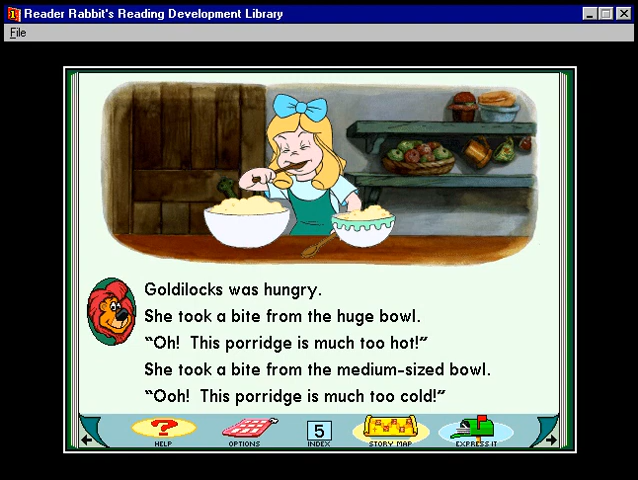 Reader Rabbit's Reading Development Library
File
Goldilocks was hungry.
She took a bite from the huge bowl.
“Oh!  This porridge is much too hot!”
She took a bite from the medium-sized bowl.
“Ooh!  This porridge is much too cold!”
?
HELP
OPTIONS
5
INDEX
STORY MAP
EXPRESS IT